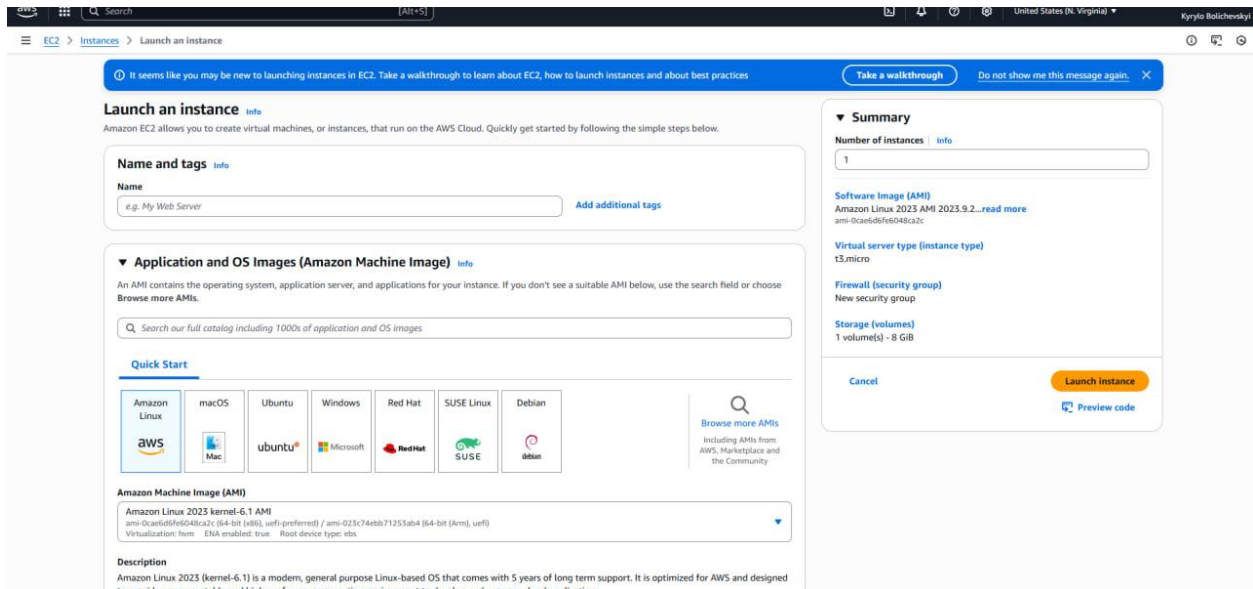 aws
Search
[Alt+S]
United States (N. Virginia)
Kyrylo Bolichevskyi
EC2 > Instances > Launch an instance
It seems like you may be new to launching instances in EC2. Take a walkthrough to learn about EC2, how to launch instances and about best practices
Take a walkthrough
Do not show me this message again.
Launch an instance Info
Amazon EC2 allows you to create virtual machines, or instances, that run on the AWS Cloud. Quickly get started by following the simple steps below.
Name and tags Info
Name
e.g. My Web Server
Add additional tags
Application and OS Images (Amazon Machine Image) Info
An AMI contains the operating system, application server, and applications for your instance. If you don't see a suitable AMI below, use the search field or choose
Browse more AMIs.
Search our full catalog including 1000s of application and OS images
Quick Start
Amazon
Linux
aws
macOS
Mac
Ubuntu
ubuntu
Windows
Microsoft
Red Hat
RedHat
SUSE Linux
SUSE
Debian
debian
Browse more AMIs
Including AMIs from
AWS, Marketplace and
the Community
Amazon Machine Image (AMI)
Amazon Linux 2023 kernel-6.1 AMI
ami-0cae6d6fe6048ca2c (64-bit (x86), uefi-preferred) / ami-023c74ebb71253ab4 (64-bit (Arm), uefi)
Virtualization: hvm ENA enabled: true Root device type: ebs
Description
Amazon Linux 2023 (kernel-6.1) is a modern, general purpose Linux-based OS that comes with 5 years of long term support. It is optimized for AWS and designed
Summary
Number of instances Info
1
Software Image (AMI)
Amazon Linux 2023 AMI 2023.9.2...read more
ami-0cae6d6fe6048ca2c
Virtual server type (instance type)
t3.micro
Firewall (security group)
New security group
Storage (volumes)
1 volume(s) - 8 GiB
Cancel
Launch instance
Preview code